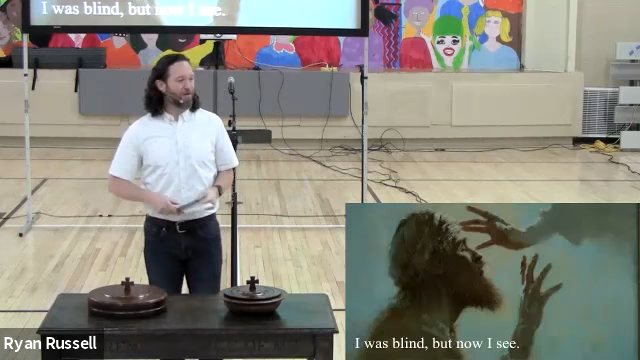 I was blind, but now I see.
Ryan Russell
I was blind, but now I see.